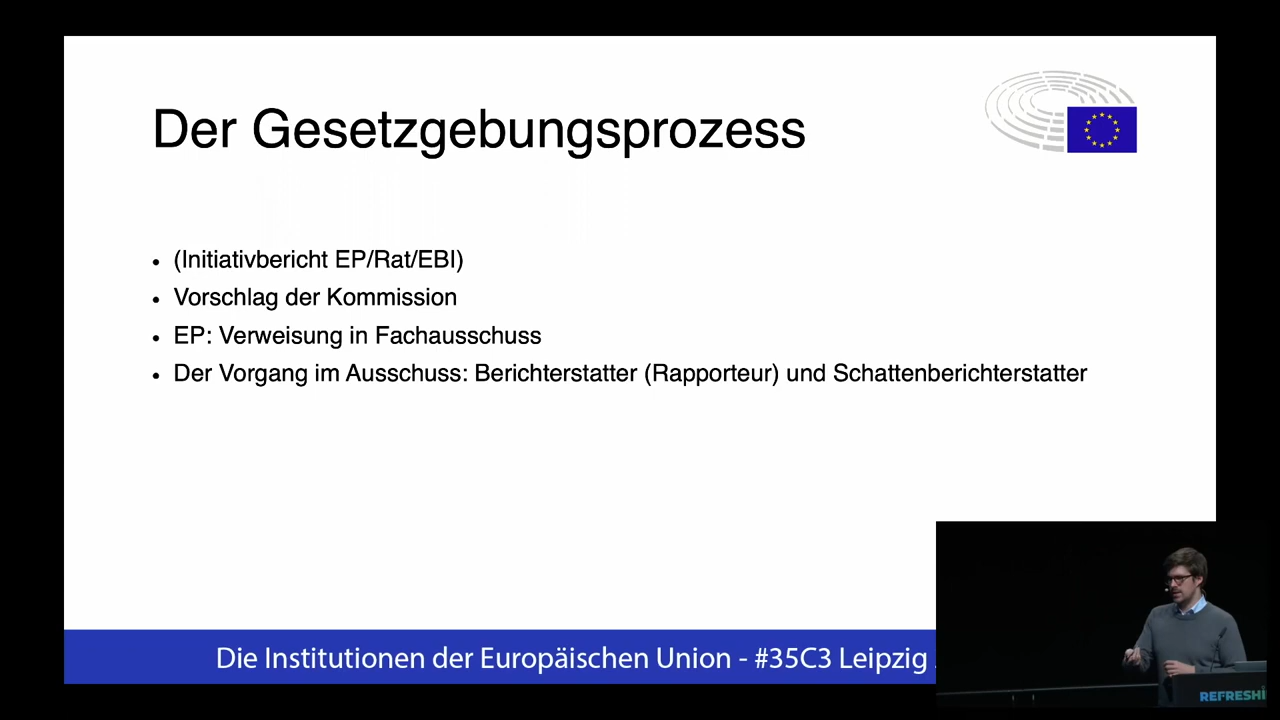 Der Gesetzgebungsprozess
• (Initiativbericht EP/Rat/EBI)
• Vorschlag der Kommission
• EP: Verweisung in Fachausschuss
• Der Vorgang im Ausschuss: Berichterstatter (Rapporteur) und Schattenberichterstatter
Die Institutionen der Europäischen Union - #35C3 Leipzig